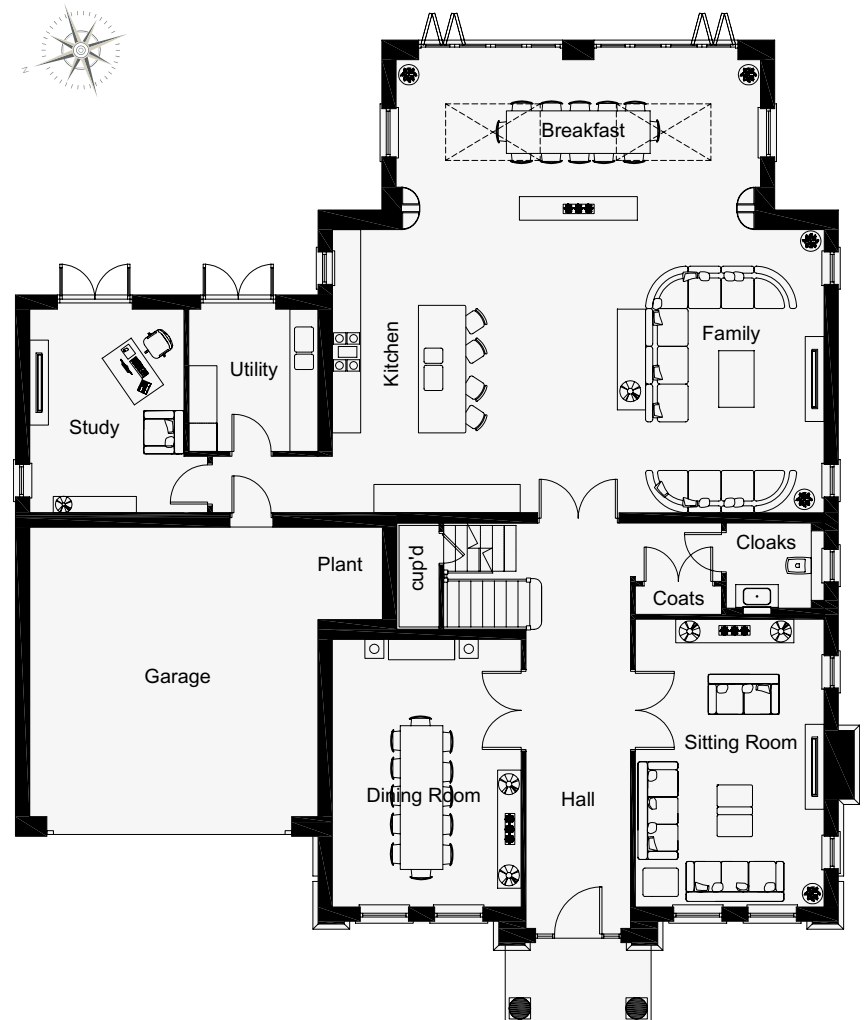 N
Breakfast
Kitchen
Family
Utility
Study
Plant
cup'd
Cloaks
Coats
Garage
Sitting Room
Dining Room
Hall